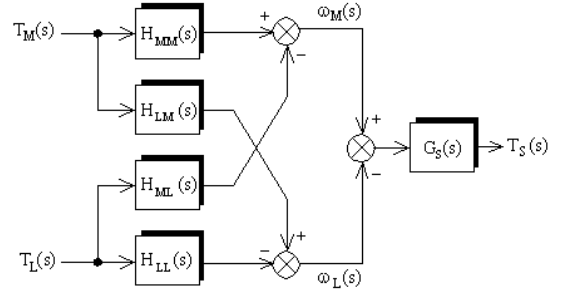 T_M(s)
H_MM(s)
+
−
ω_M(s)
H_LM(s)
+
G_S(s)
T_S(s)
−
H_ML(s)
T_L(s)
H_LL(s)
−
+
ω_L(s)